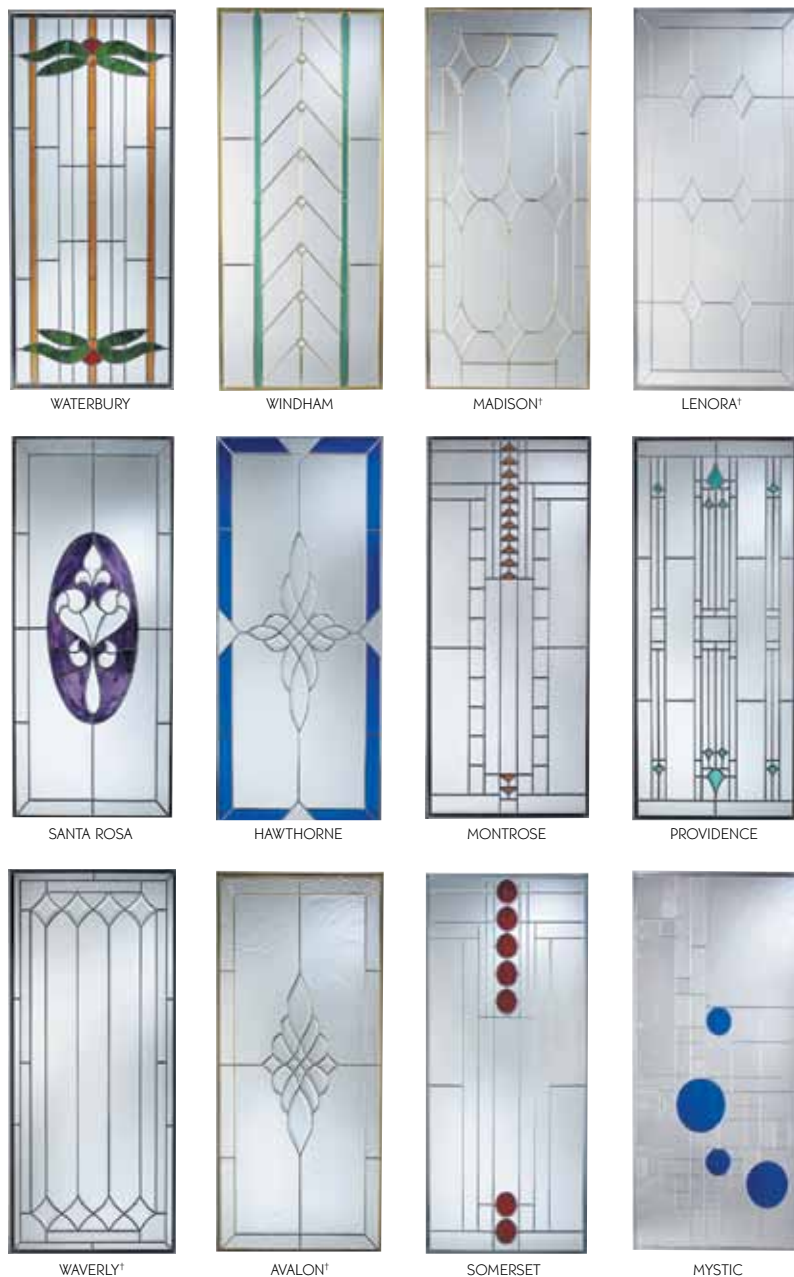 WATERBURY
WINDHAM
MADISON†
LENORA†
SANTA ROSA
HAWTHORNE
MONTROSE
PROVIDENCE
WAVERLY†
AVALON†
SOMERSET
MYSTIC